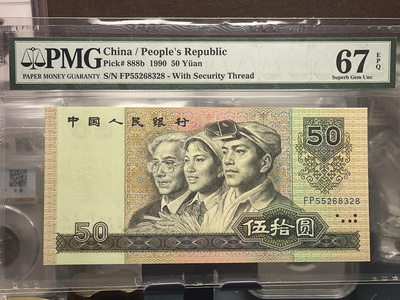 PMG
PAPER MONEY GUARANTY
China / People's Republic
Pick# 888b 1990 50 Yüan
S/N FP55268328 - With Security Thread
67 EPQ
Superb Gem Unc
中国人民银行
50
FP55268328
50
伍拾圆